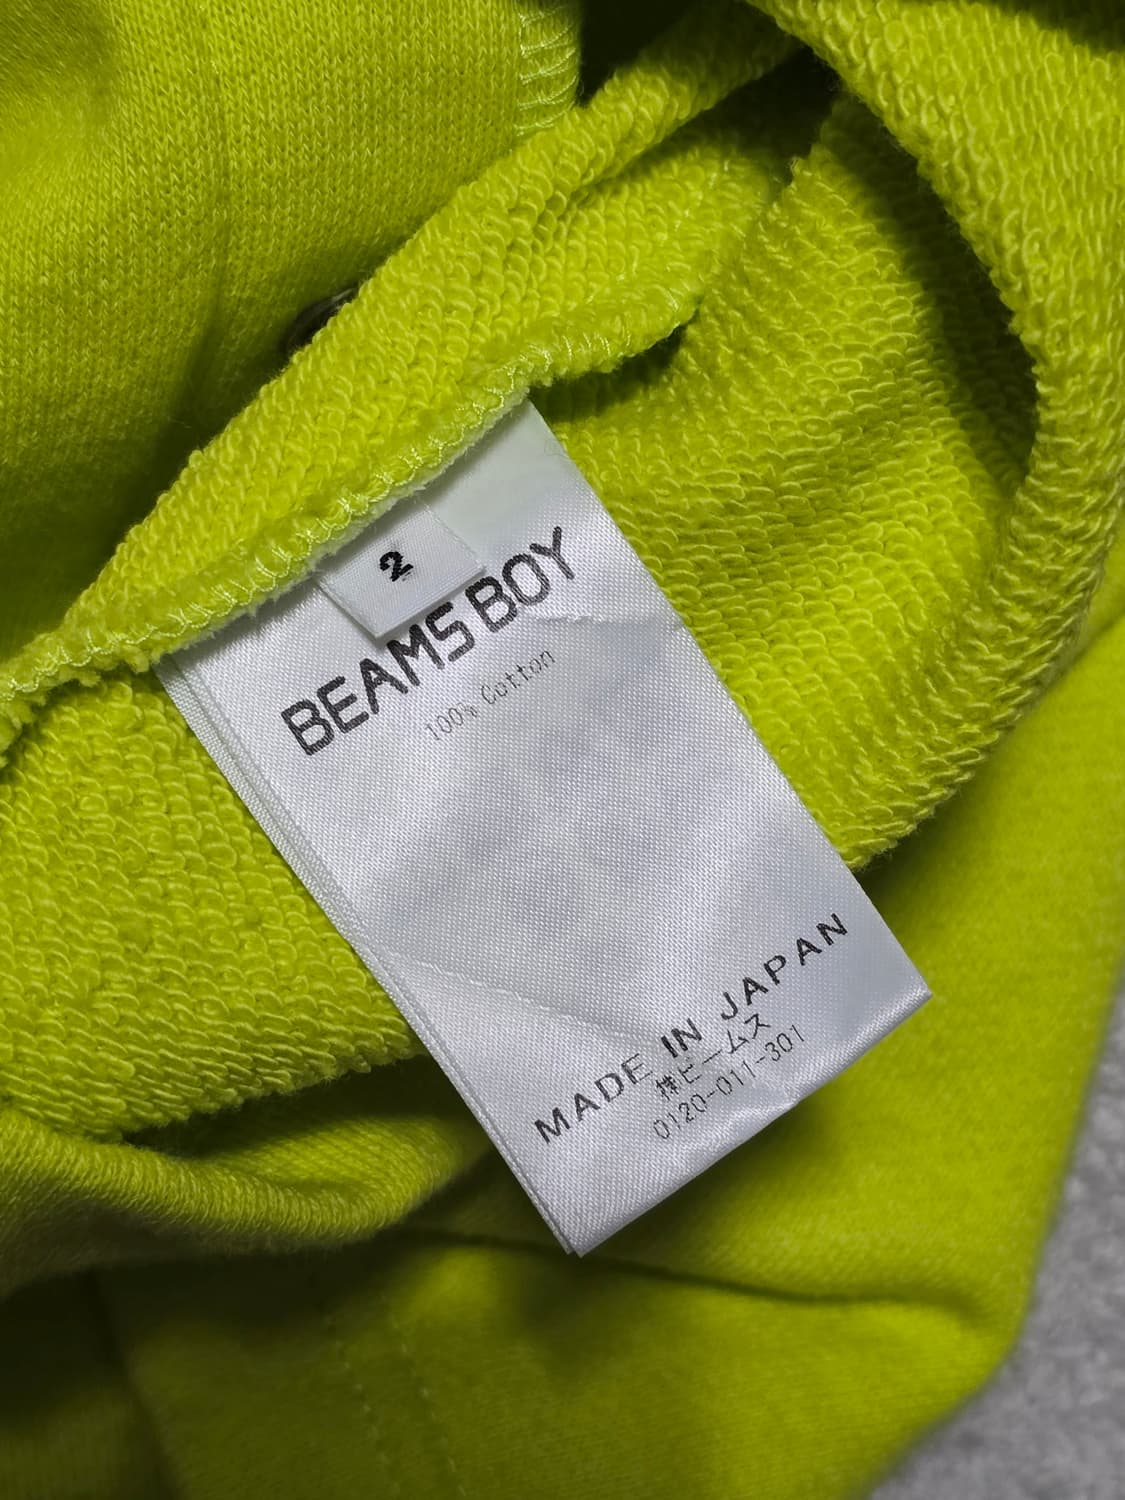 2
BEAMS BOY
100% Cotton
MADE IN JAPAN
㈱ビームス
0120-011-301